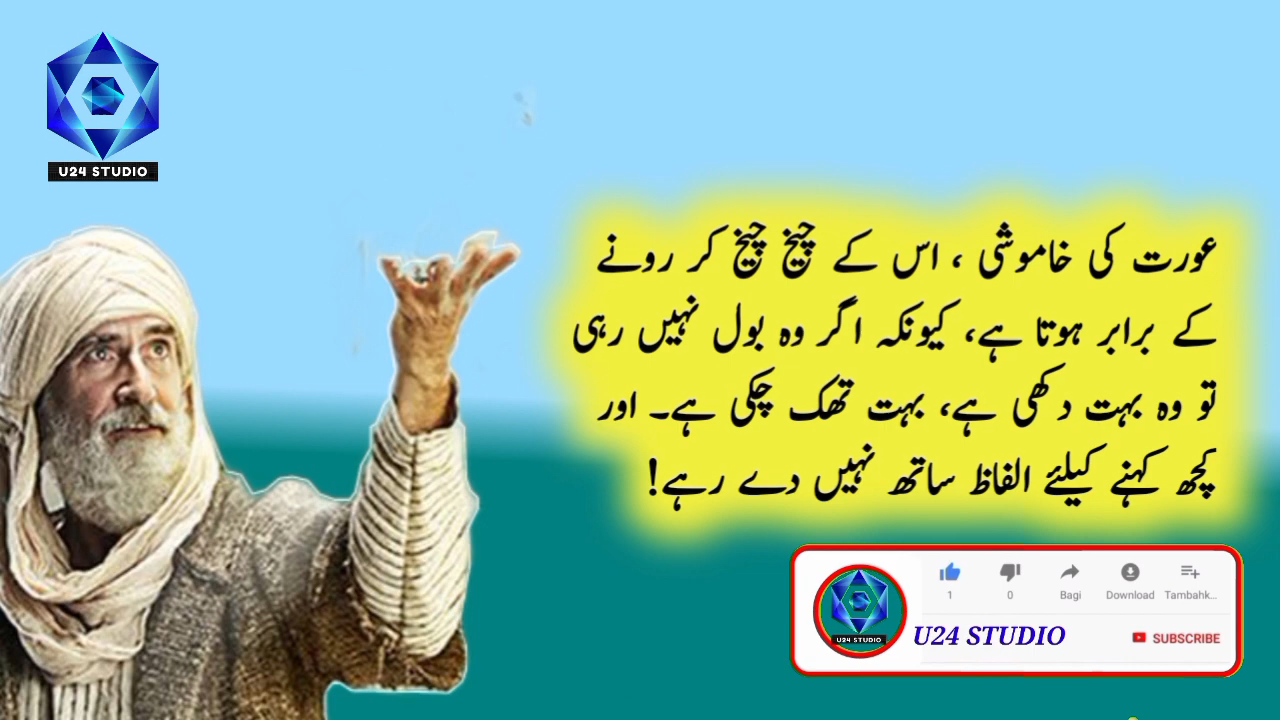 U24 STUDIO
عورت کی خاموشی ، اس کے چیخ چیخ کر رونے
کے برابر ہوتا ہے، کیونکہ اگر وہ بول نہیں رہی
تو وہ بہت دکھی ہے، بہت تھک چکی ہے۔ اور
کچھ کہنے کیلئے الفاظ ساتھ نہیں دے رہے!
1 0 Bagi Download Tambahk...
U24 STUDIO
U24 STUDIO
SUBSCRIBE